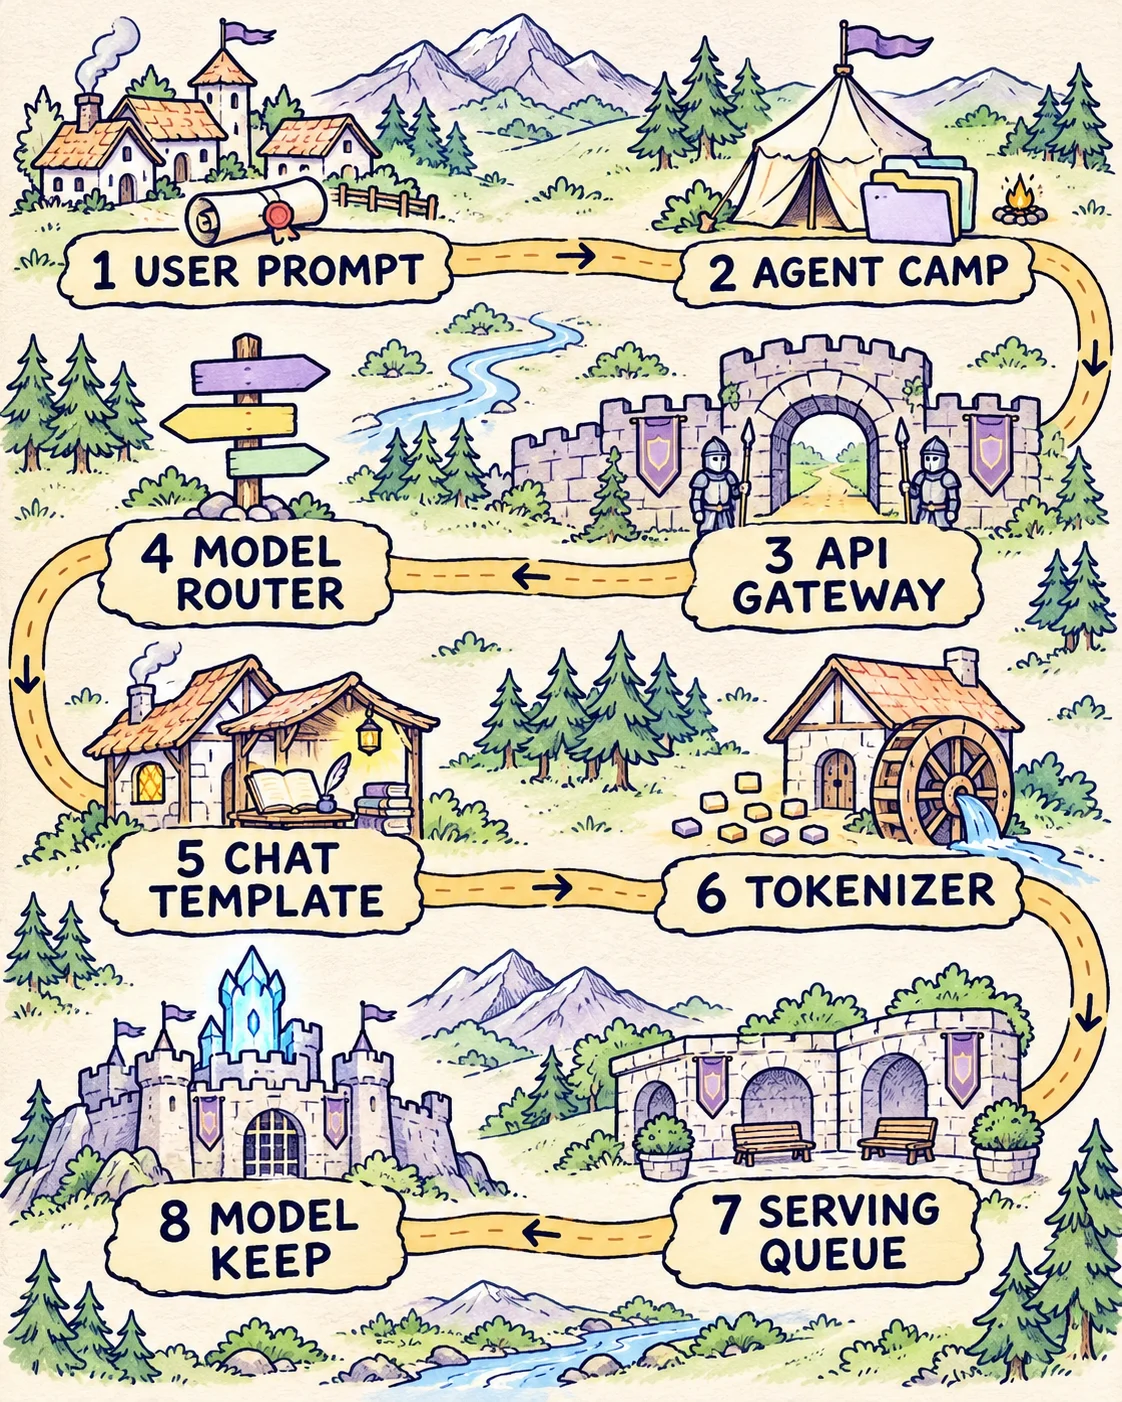 1 USER PROMPT
2 AGENT CAMP
3 API
GATEWAY
4 MODEL
ROUTER
5 CHAT
TEMPLATE
6 TOKENIZER
7 SERVING
QUEUE
8 MODEL
KEEP